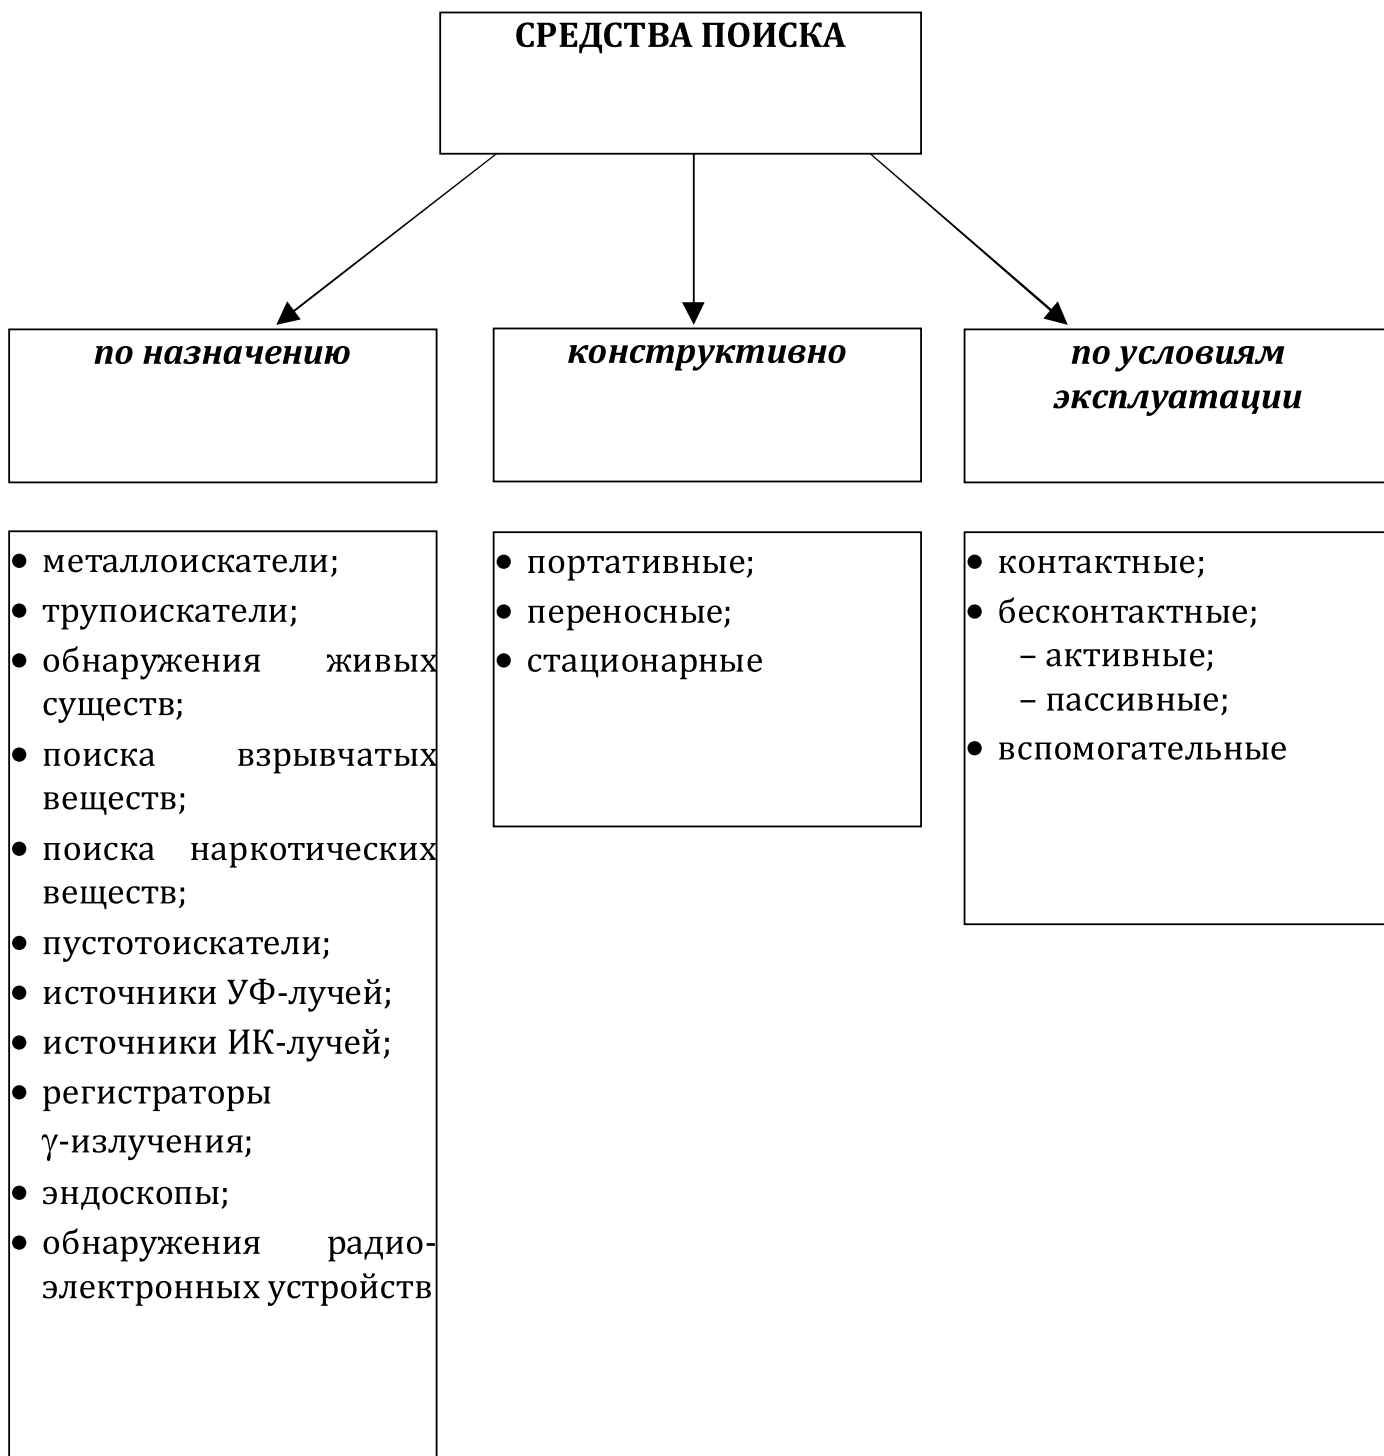 СРЕДСТВА ПОИСКА
по назначению
конструктивно
по условиям
эксплуатации
• металлоискатели;
• трупоискатели;
• обнаружения живых
существ;
• поиска взрывчатых
веществ;
• поиска наркотических
веществ;
• пустотоискатели;
• источники УФ-лучей;
• источники ИК-лучей;
• регистраторы
γ-излучения;
• эндоскопы;
• обнаружения радио-
электронных устройств
• портативные;
• переносные;
• стационарные
• контактные;
• бесконтактные;
– активные;
– пассивные;
• вспомогательные